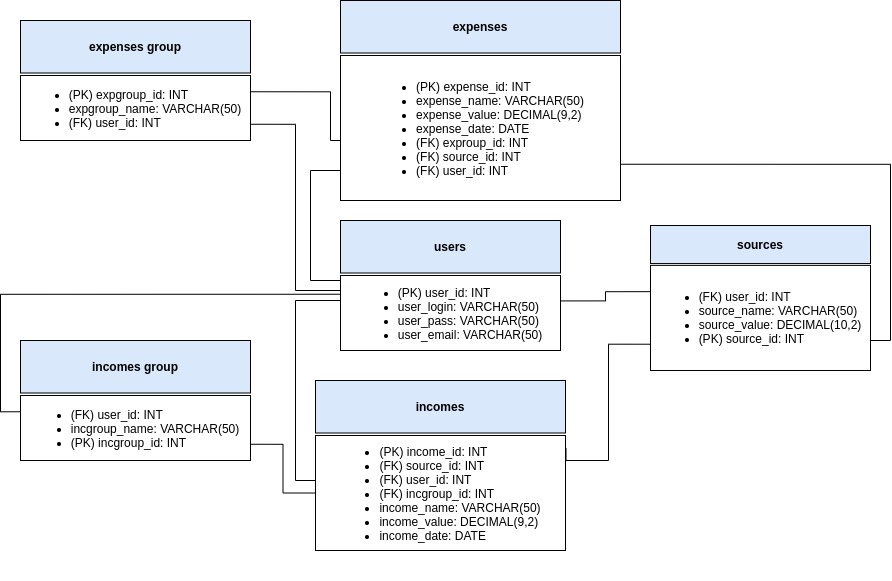 expenses group
(PK) expgroup_id: INT
expgroup_name: VARCHAR(50)
(FK) user_id: INT
expenses
(PK) expense_id: INT
expense_name: VARCHAR(50)
expense_value: DECIMAL(9,2)
expense_date: DATE
(FK) exproup_id: INT
(FK) source_id: INT
(FK) user_id: INT
users
(PK) user_id: INT
user_login: VARCHAR(50)
user_pass: VARCHAR(50)
user_email: VARCHAR(50)
sources
(FK) user_id: INT
source_name: VARCHAR(50)
source_value: DECIMAL(10,2)
(PK) source_id: INT
incomes group
(FK) user_id: INT
incgroup_name: VARCHAR(50)
(PK) incgroup_id: INT
incomes
(PK) income_id: INT
(FK) source_id: INT
(FK) user_id: INT
(FK) incgroup_id: INT
income_name: VARCHAR(50)
income_value: DECIMAL(9,2)
income_date: DATE